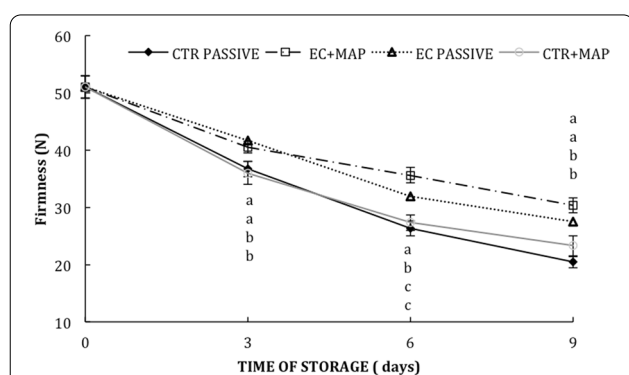 60
CTR PASSIVE EC+MAP EC PASSIVE CTR+MAP
50
a
a
b
b
40
Firmness (N)
30
a
a
b
b
a
b
c
c
20
10
0 3 6 9
TIME OF STORAGE ( days)